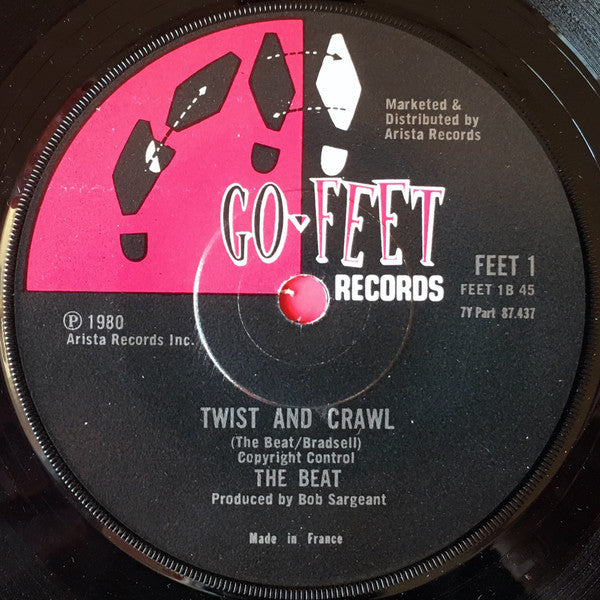 Marketed &
Distributed by
Arista Records
GO-FEET
RECORDS
FEET 1
FEET 1B 45
7Y Part 87.437
Ⓟ 1980
Arista Records Inc.
TWIST AND CRAWL
(The Beat/Bradsell)
Copyright Control
THE BEAT
Produced by Bob Sargeant
Made in France